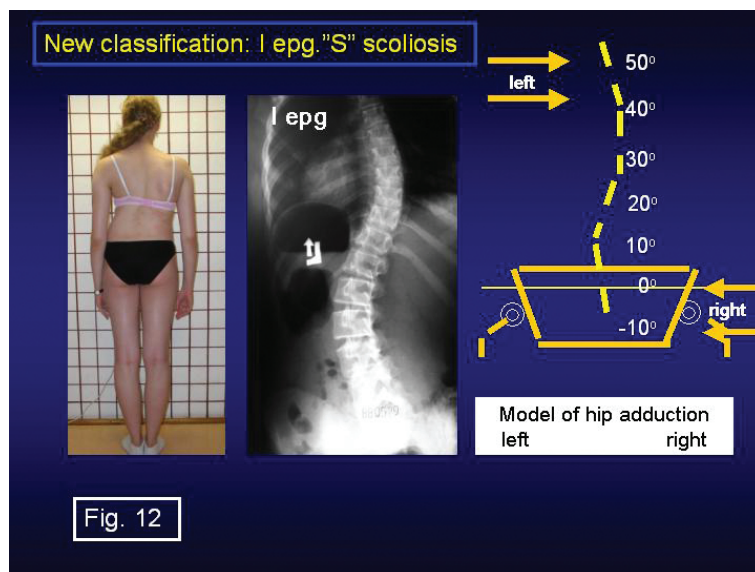 New classification: I epg."S" scoliosis
I epg
left
50°
40°
30°
20°
10°
0°
-10°
right
Model of hip adduction
left right
Fig. 12